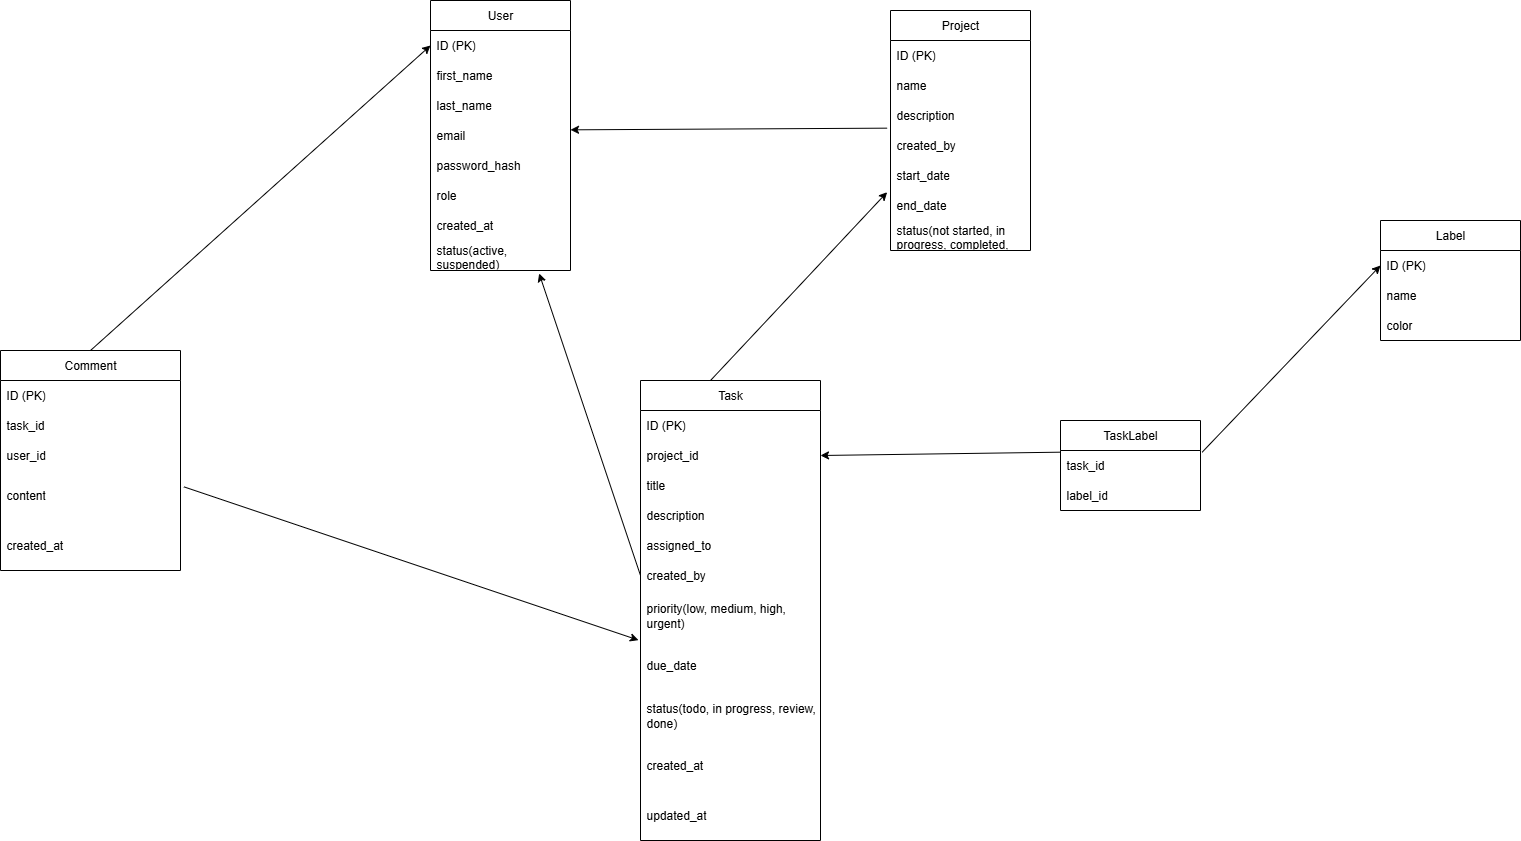 User
ID (PK)
first_name
last_name
email
password_hash
role
created_at
status(active,
suspended)
Project
ID (PK)
name
description
created_by
start_date
end_date
status(not started, in
progress, completed,
Label
ID (PK)
name
color
Comment
ID (PK)
task_id
user_id
content
created_at
Task
ID (PK)
project_id
title
description
assigned_to
created_by
priority(low, medium, high,
urgent)
due_date
status(todo, in progress, review,
done)
created_at
updated_at
TaskLabel
task_id
label_id